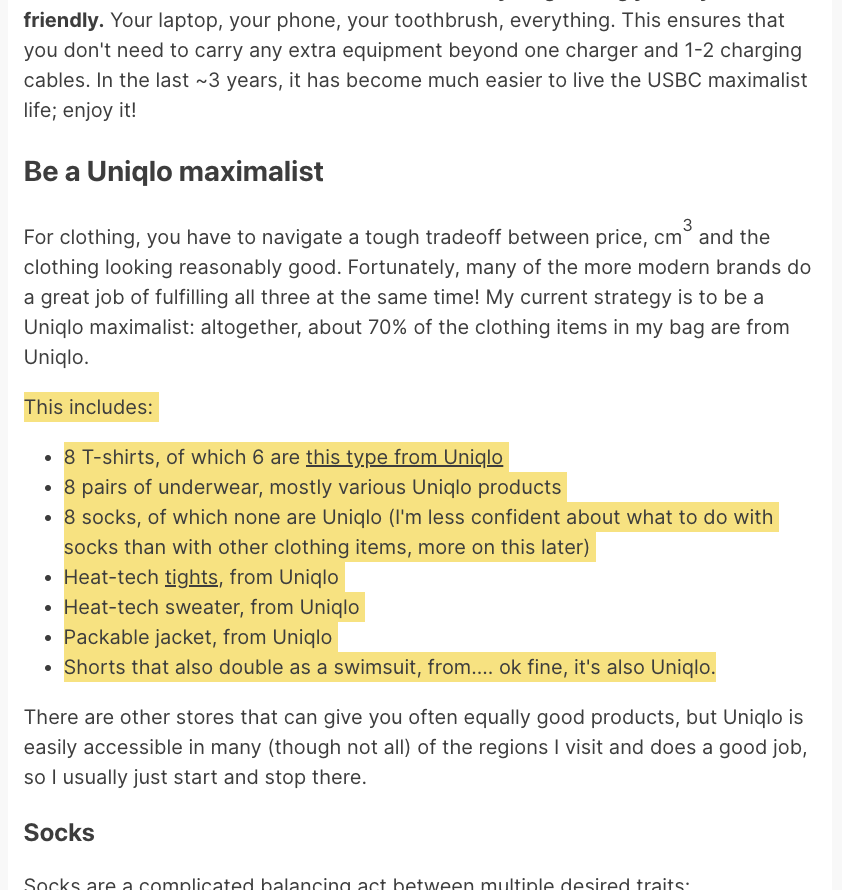 friendly. Your laptop, your phone, your toothbrush, everything. This ensures that
you don't need to carry any extra equipment beyond one charger and 1-2 charging
cables. In the last ~3 years, it has become much easier to live the USBC maximalist
life; enjoy it!
Be a Uniqlo maximalist
For clothing, you have to navigate a tough tradeoff between price, cm³ and the
clothing looking reasonably good. Fortunately, many of the more modern brands do
a great job of fulfilling all three at the same time! My current strategy is to be a
Uniqlo maximalist: altogether, about 70% of the clothing items in my bag are from
Uniqlo.
This includes:
• 8 T-shirts, of which 6 are this type from Uniqlo
• 8 pairs of underwear, mostly various Uniqlo products
• 8 socks, of which none are Uniqlo (I'm less confident about what to do with
socks than with other clothing items, more on this later)
• Heat-tech tights, from Uniqlo
• Heat-tech sweater, from Uniqlo
• Packable jacket, from Uniqlo
• Shorts that also double as a swimsuit, from.... ok fine, it's also Uniqlo.
There are other stores that can give you often equally good products, but Uniqlo is
easily accessible in many (though not all) of the regions I visit and does a good job,
so I usually just start and stop there.
Socks
Socks are a complicated balancing act between multiple desired traits: